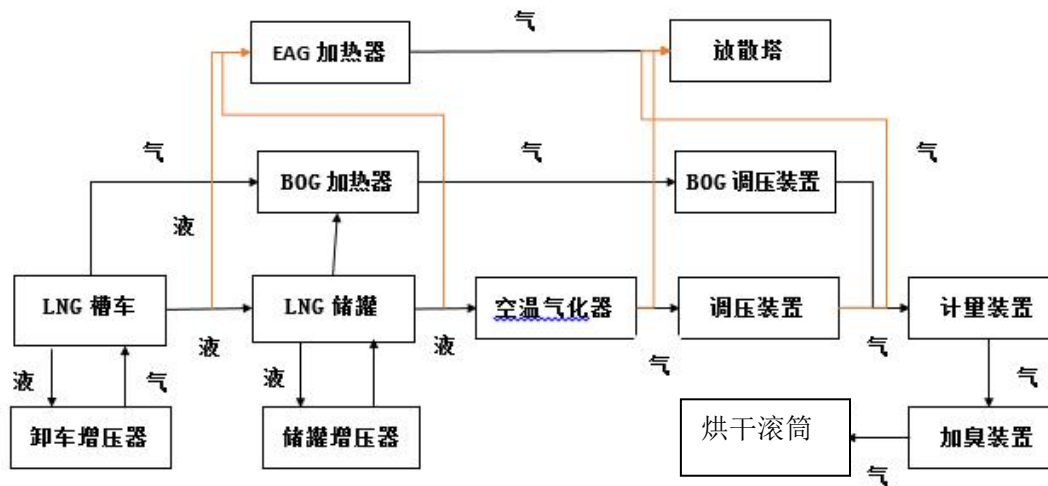 气
EAG 加热器
放散塔
气
气
气
BOG 加热器
BOG 调压装置
液
LNG 槽车
LNG 储罐
空温气化器
调压装置
计量装置
液
液
气
气
液
气
液
气
卸车增压器
储罐增压器
烘干滚筒
加臭装置
气